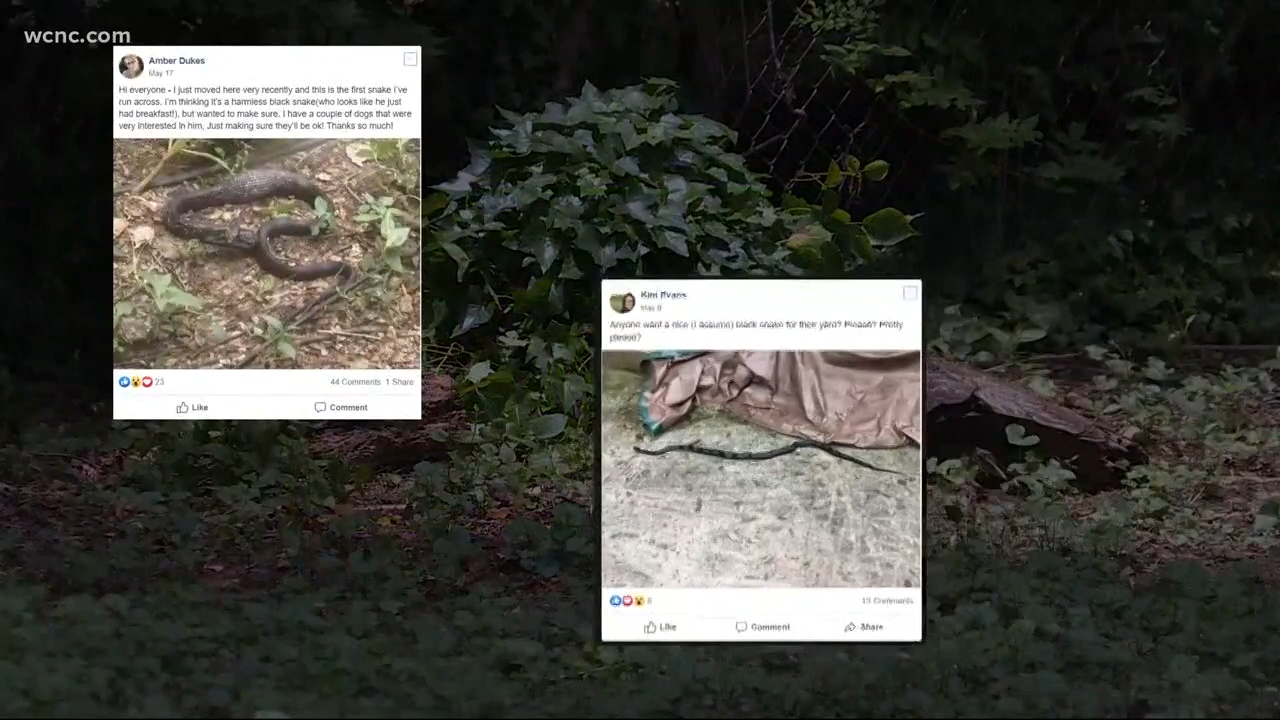 wcnc.com
Amber Dukes
May 17
Hi everyone - I just moved here very recently and this is the first snake I've
run across. I'm thinking it's a harmless black snake(who looks like he just
had breakfast!), but wanted to make sure. I have a couple of dogs that were
very interested in him, Just making sure they'll be ok! Thanks so much!
23
44 Comments 1 Share
Like
Comment
Kim Evans
Anyone want a nice (I assume) black snake for their yard? Please? Pretty
please?
13 Comments
Like
Comment
Share